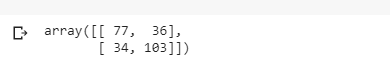 array([[ 77,  36],
       [ 34, 103]])